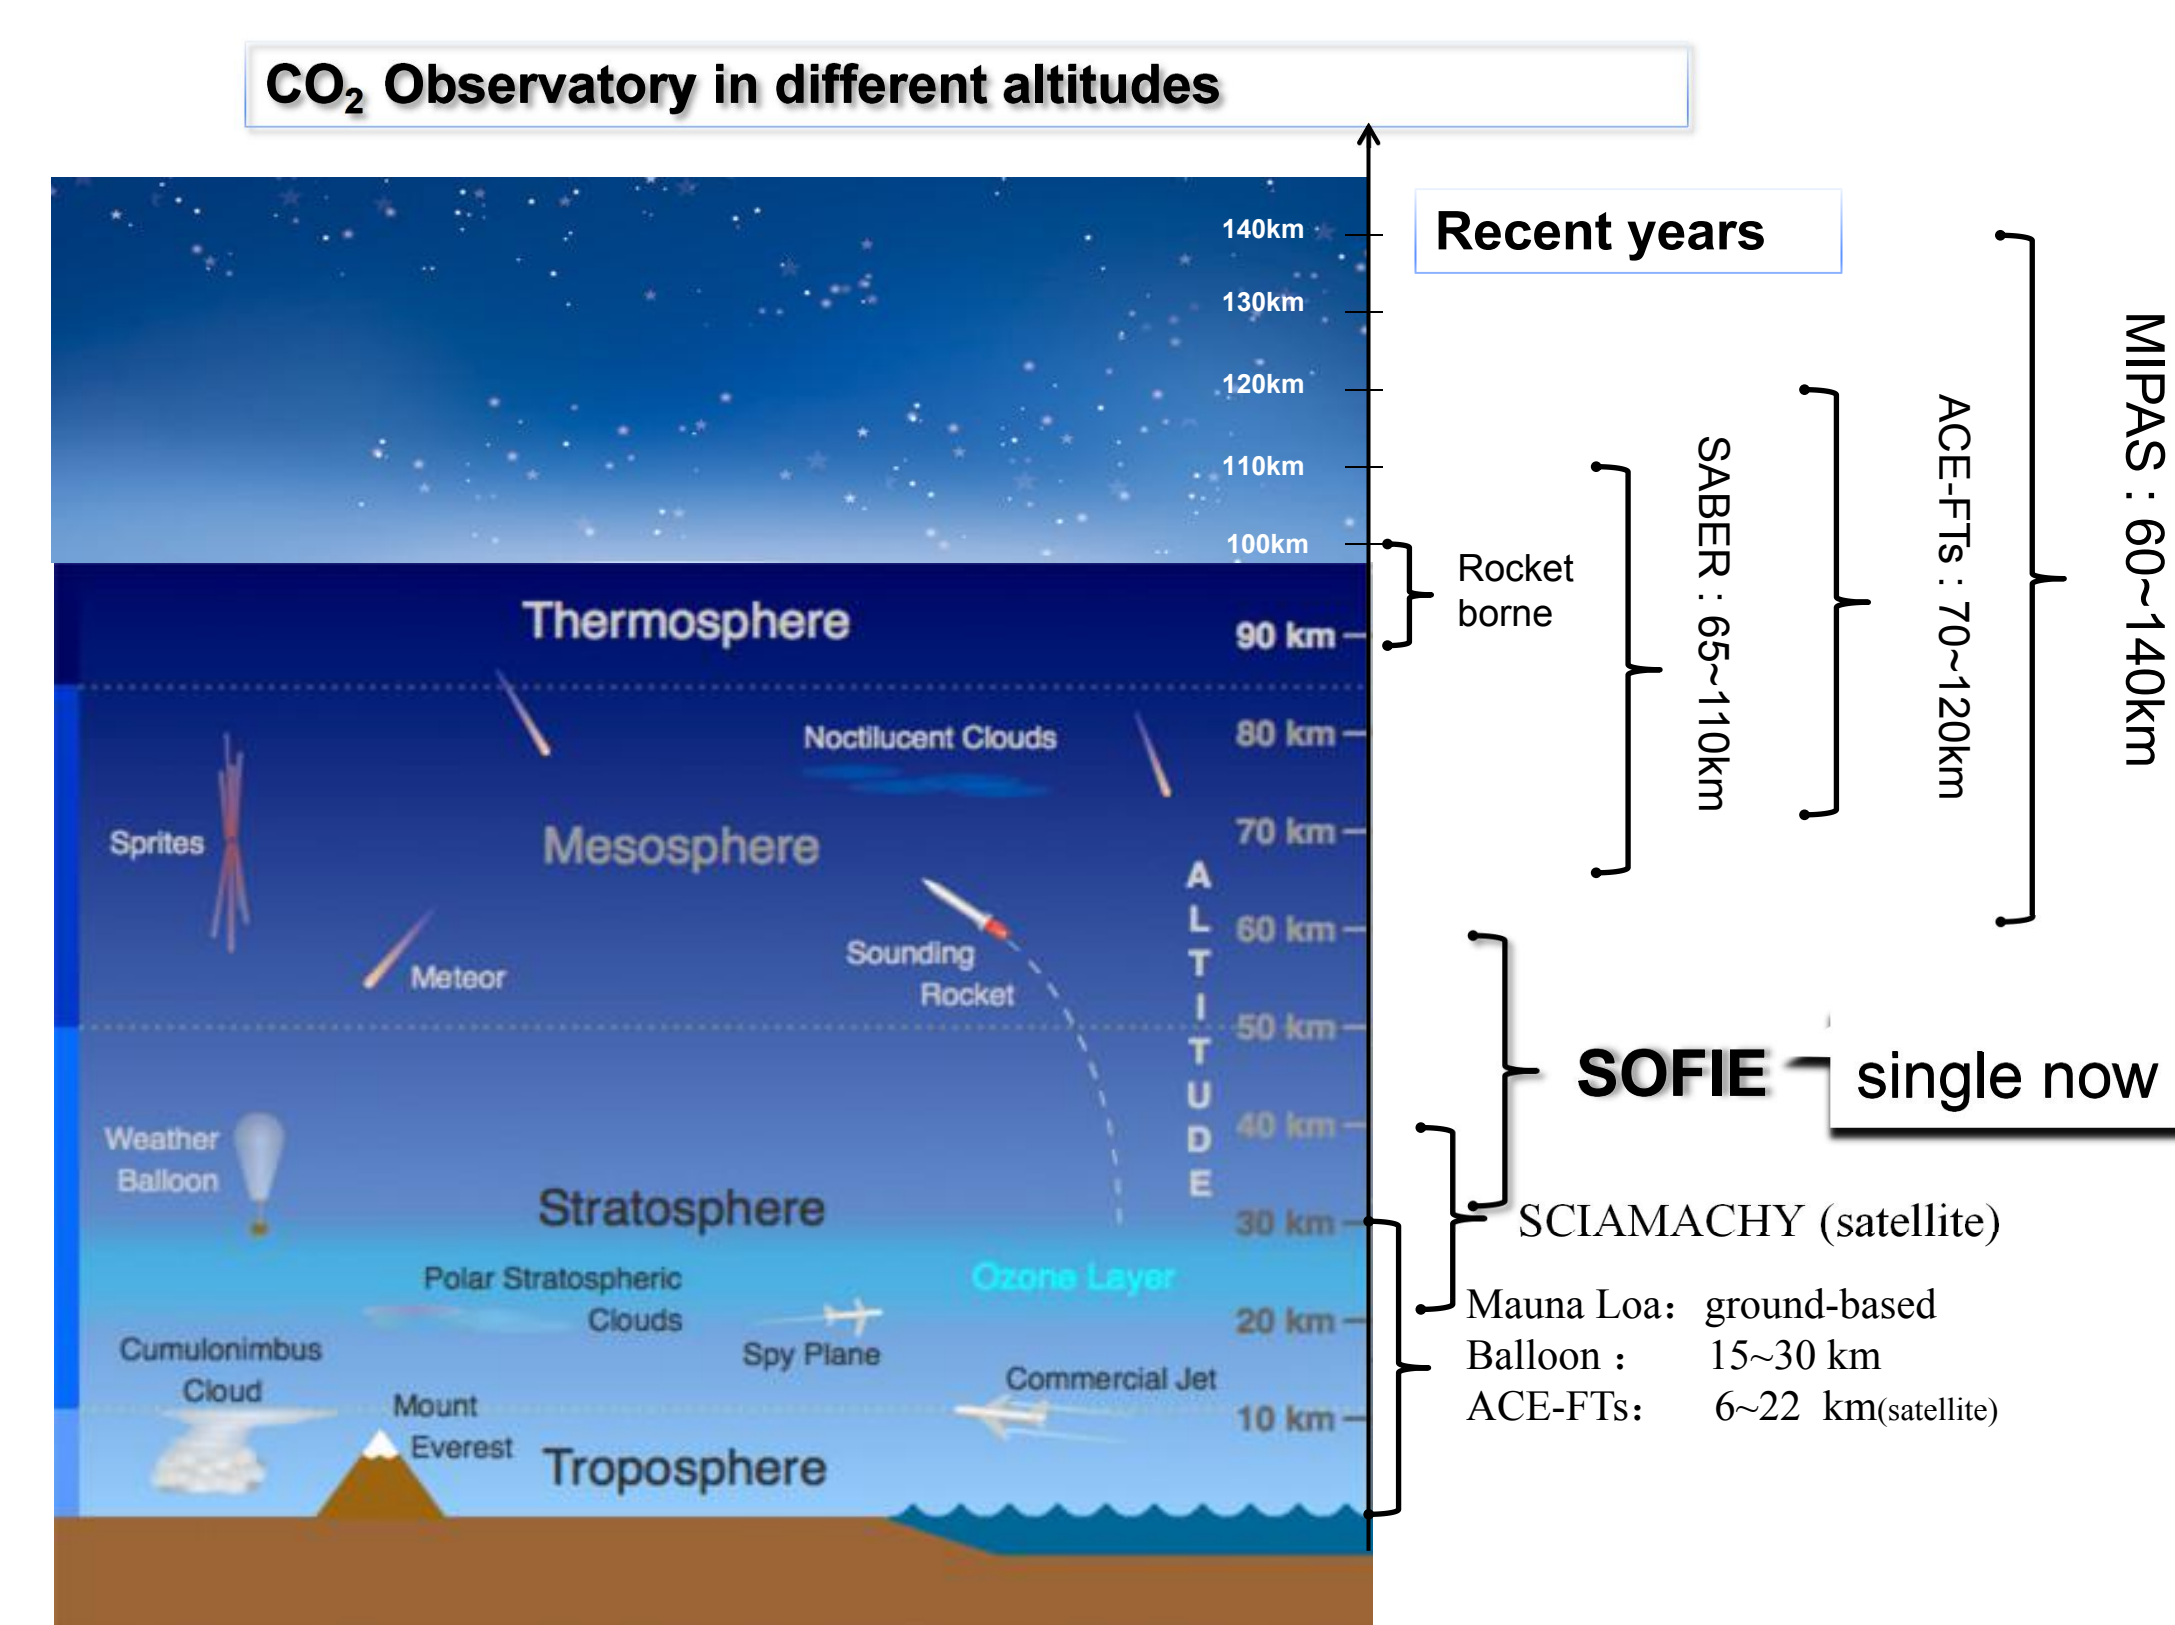 CO₂ Observatory in different altitudes
Recent years
140km
130km
120km
110km
100km
90 km
80 km
70 km
60 km
50 km
40 km
30 km
20 km
10 km
ALTITUDE
Thermosphere
Noctilucent Clouds
Sprites
Mesosphere
Meteor
Sounding
Rocket
Weather
Balloon
Stratosphere
Ozone Layer
Polar Stratospheric
Clouds
Spy Plane
Cumulonimbus
Cloud
Mount
Everest
Commercial Jet
Troposphere
Rocket
borne
SABER : 65~110km
ACE-FTs : 70~120km
MIPAS : 60~140km
SOFIE
single now
SCIAMACHY (satellite)
Mauna Loa： ground-based
Balloon： 15~30 km
ACE-FTs： 6~22 km(satellite)